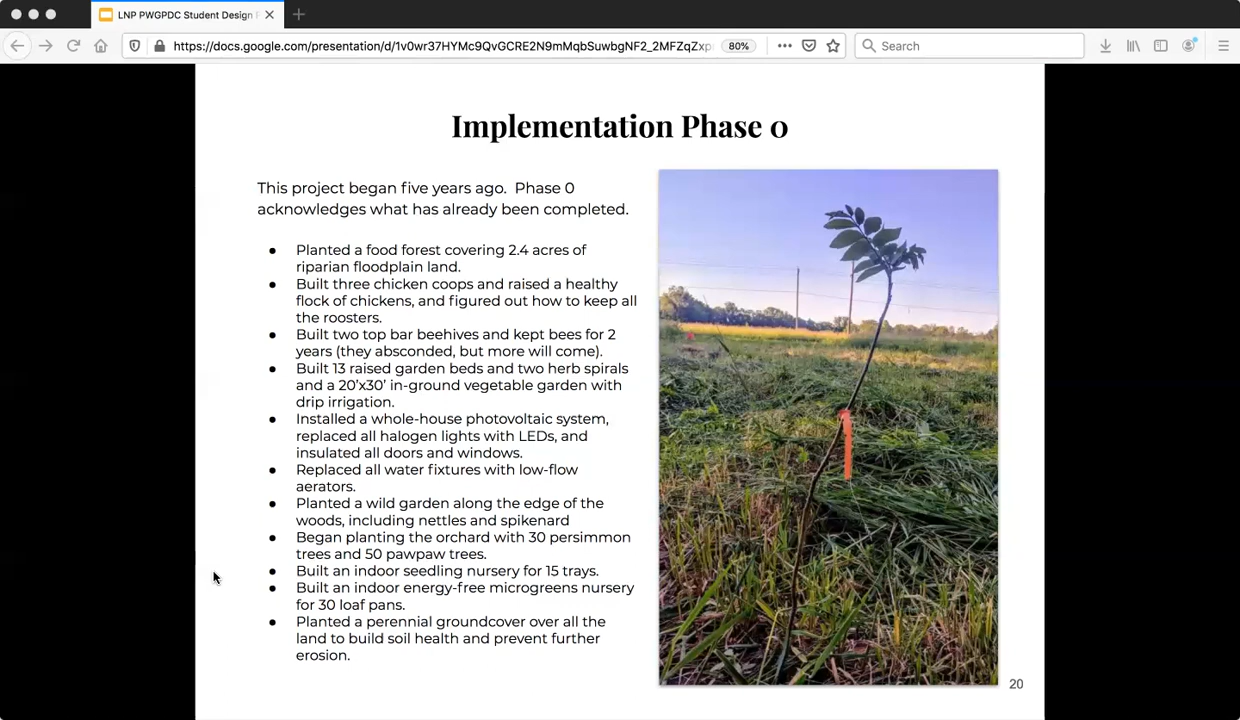 LNP PWGPDC Student Design
https://docs.google.com/presentation/d/1v0wr37HYMc9QvGCRE2N9mMqbSuwbgNF2_2MFZqZxp
80%
Search
Implementation Phase 0
This project began five years ago.  Phase 0
acknowledges what has already been completed.
● Planted a food forest covering 2.4 acres of
riparian floodplain land.
● Built three chicken coops and raised a healthy
flock of chickens, and figured out how to keep all
the roosters.
● Built two top bar beehives and kept bees for 2
years (they absconded, but more will come).
● Built 13 raised garden beds and two herb spirals
and a 20’x30’ in-ground vegetable garden with
drip irrigation.
● Installed a whole-house photovoltaic system,
replaced all halogen lights with LEDs, and
insulated all doors and windows.
● Replaced all water fixtures with low-flow
aerators.
● Planted a wild garden along the edge of the
woods, including nettles and spikenard
● Began planting the orchard with 30 persimmon
trees and 50 pawpaw trees.
● Built an indoor seedling nursery for 15 trays.
● Built an indoor energy-free microgreens nursery
for 30 loaf pans.
● Planted a perennial groundcover over all the
land to build soil health and prevent further
erosion.
20